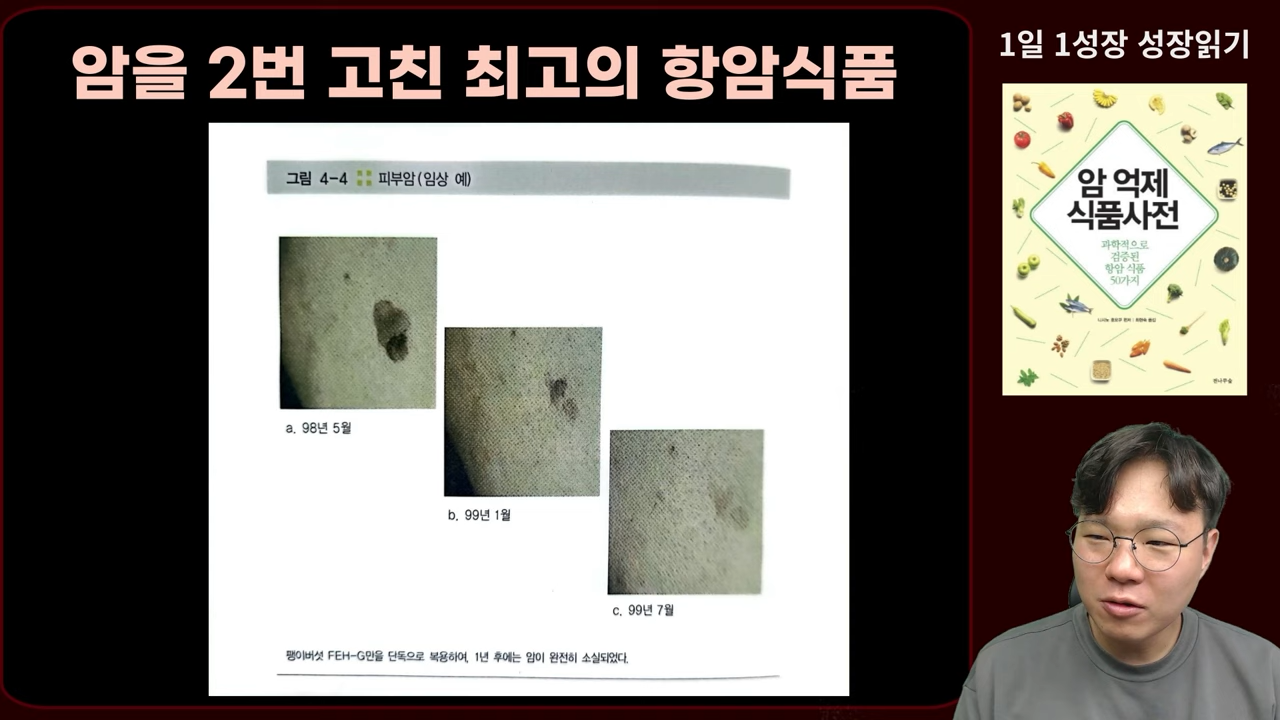 암을 2번 고친 최고의 항암식품
1일 1성장 성장읽기
그림 4-4 피부암(임상 예)
a. 98년 5월
b. 99년 1월
c. 99년 7월
팽이버섯 FEH-G만을 단독으로 복용하여, 1년 후에는 암이 완전히 소실되었다.
암 억제
식품사전
과학적으로
검증된
항암 식품
50가지
전나무숲